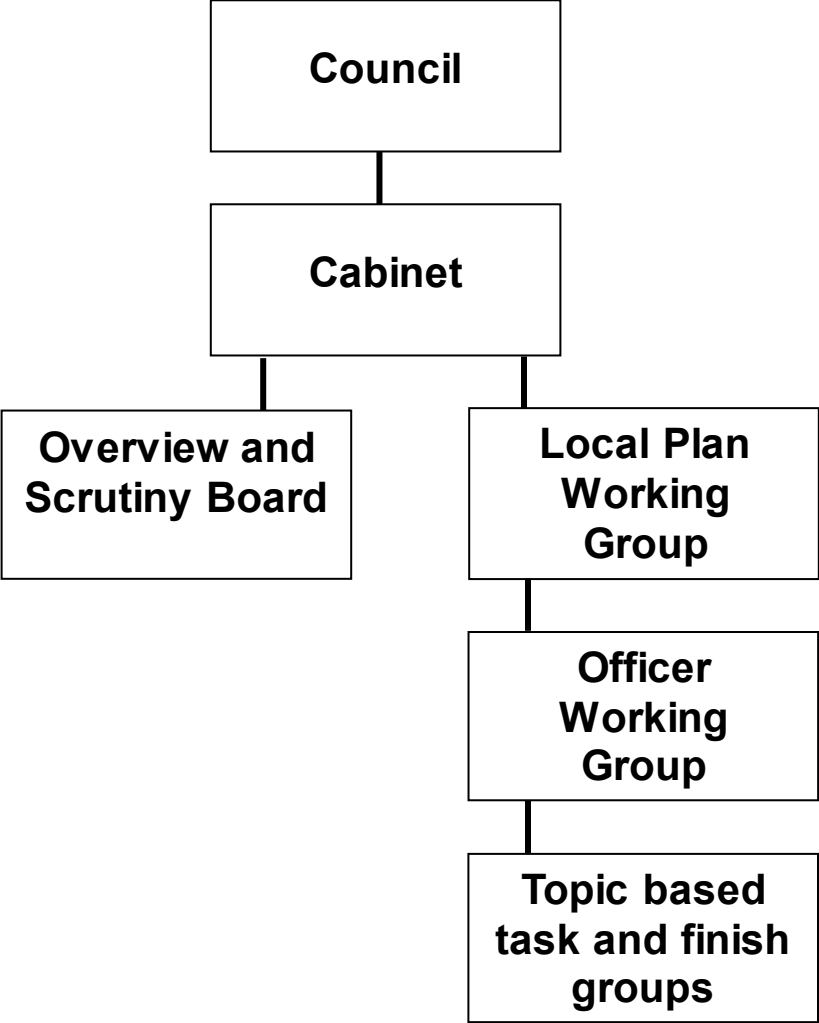 Council
Cabinet
Overview and
Scrutiny Board
Local Plan
Working
Group
Officer
Working
Group
Topic based
task and finish
groups